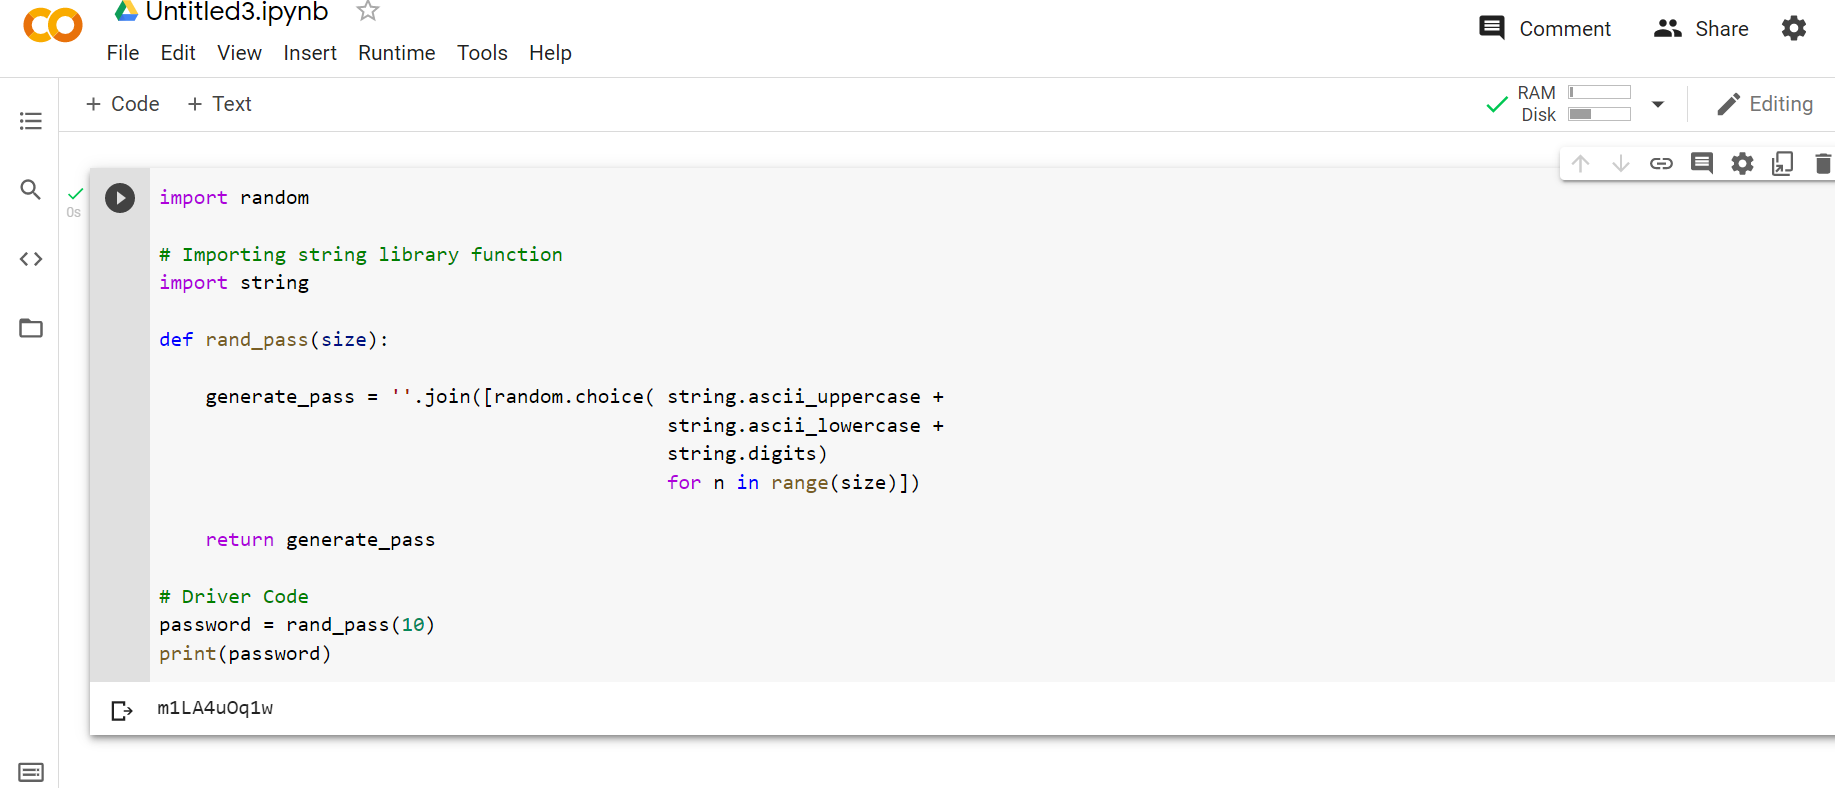 Untitled3.ipynb
File Edit View Insert Runtime Tools Help
Comment Share
+ Code + Text
RAM
Disk
Editing
0s
import random
# Importing string library function
import string
def rand_pass(size):
generate_pass = ''.join([random.choice( string.ascii_uppercase +
string.ascii_lowercase +
string.digits)
for n in range(size)])
return generate_pass
# Driver Code
password = rand_pass(10)
print(password)
m1LA4uOq1w